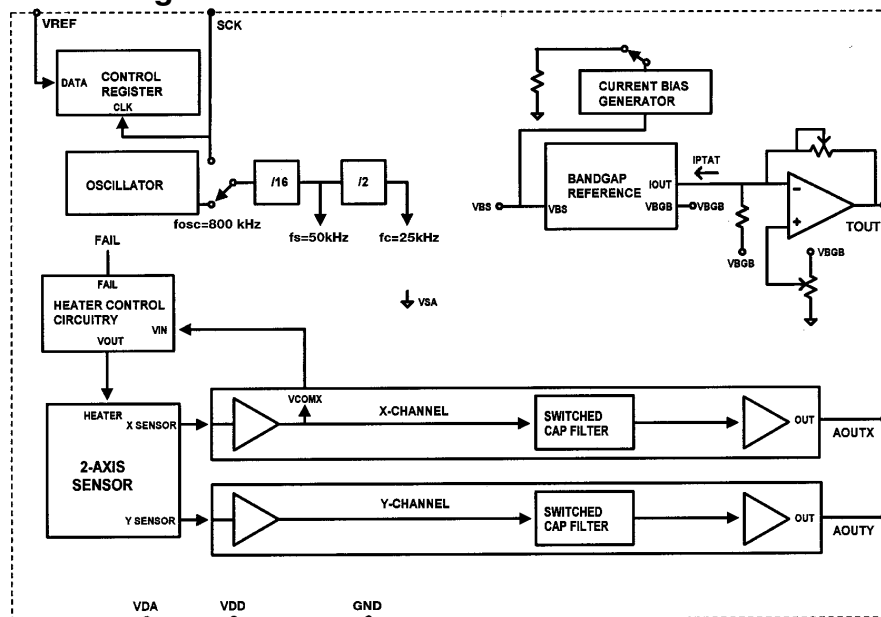 VREF
SCK
DATA
CONTROL
REGISTER
CLK
CURRENT BIAS
GENERATOR
OSCILLATOR
/16
/2
fosc=800 kHz
fs=50kHz
fc=25kHz
BANDGAP
REFERENCE
IOUT
IPTAT
VBS
VBS
VBGB
VBGB
VBGB
VBGB
-
+
TOUT
FAIL
FAIL
HEATER CONTROL
CIRCUITRY
VIN
VOUT
VSA
HEATER
X SENSOR
2-AXIS
SENSOR
Y SENSOR
VCOMX
X-CHANNEL
SWITCHED
CAP FILTER
OUT
AOUTX
Y-CHANNEL
SWITCHED
CAP FILTER
OUT
AOUTY
VDA
VDD
GND